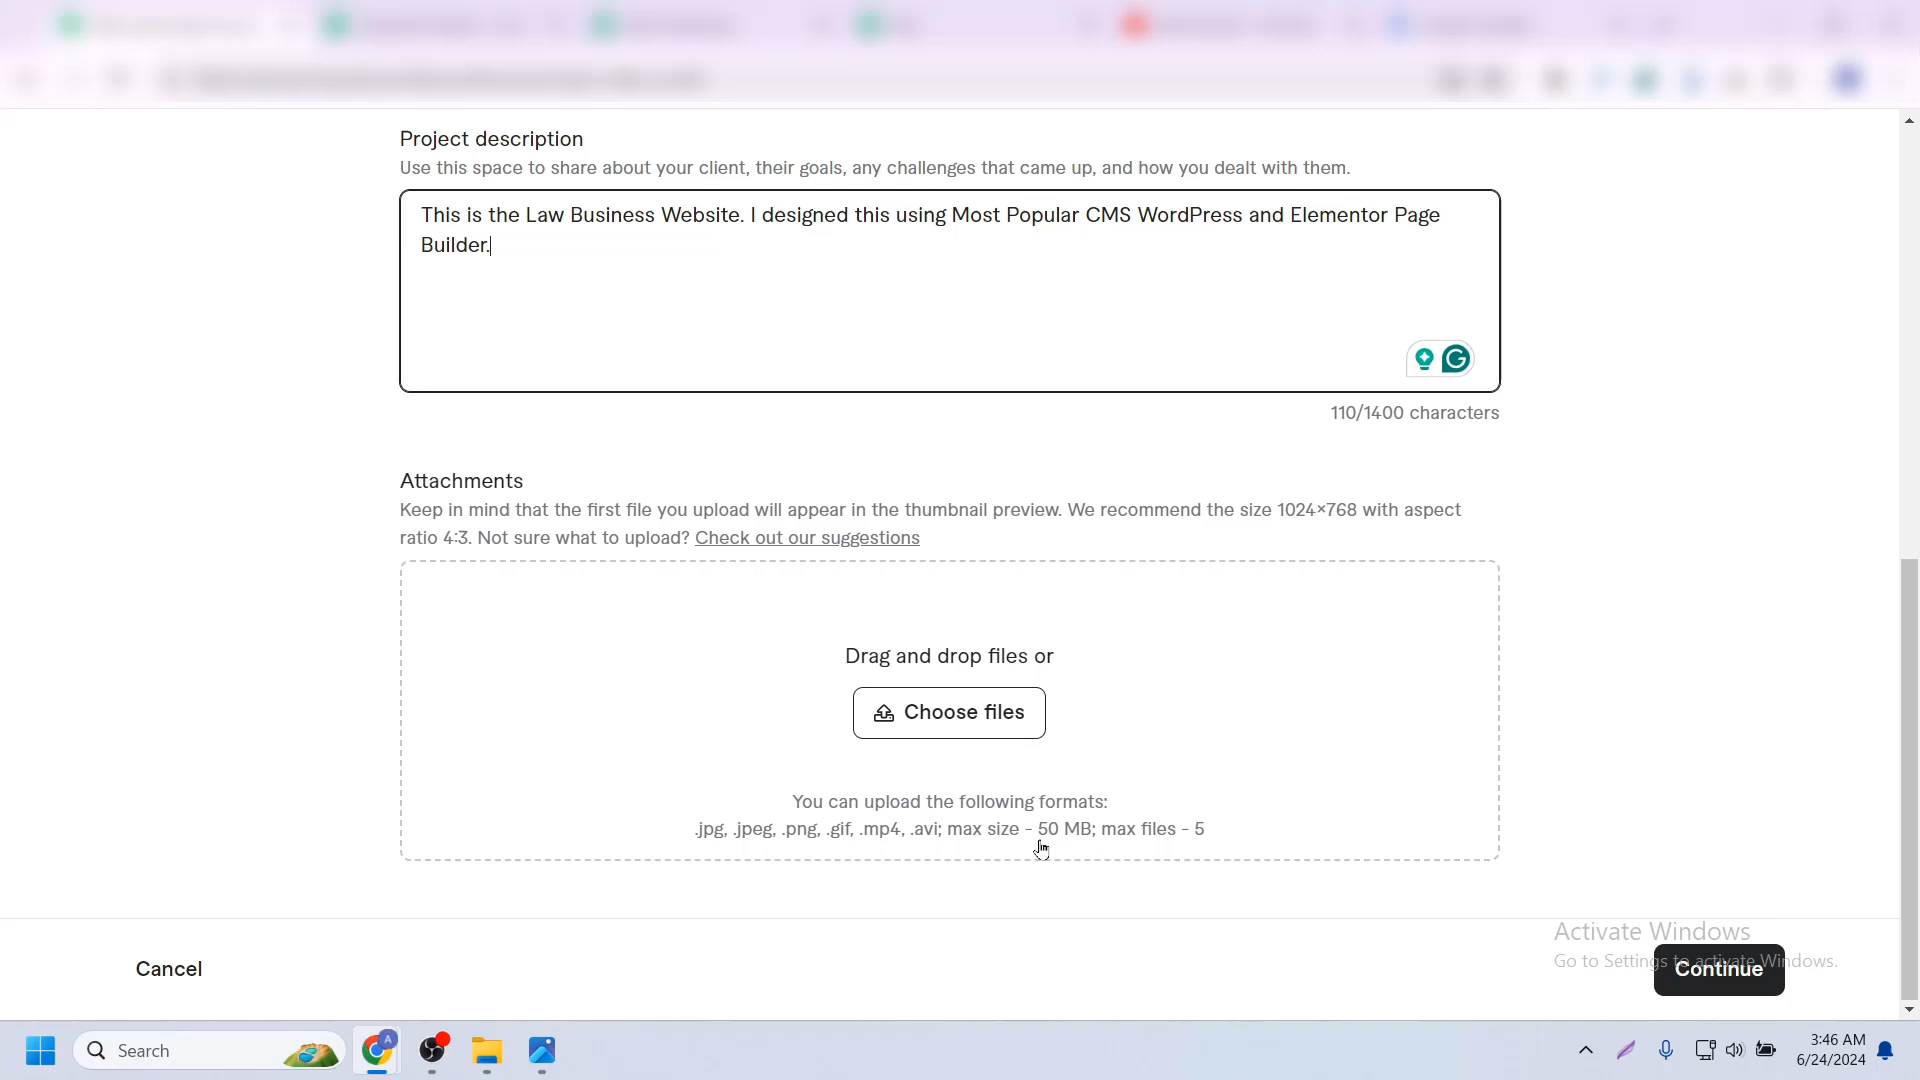 Project description
Use this space to share about your client, their goals, any challenges that came up, and how you dealt with them.
This is the Law Business Website. I designed this using Most Popular CMS WordPress and Elementor Page
Builder.
110/1400 characters
Attachments
Keep in mind that the first file you upload will appear in the thumbnail preview. We recommend the size 1024×768 with aspect
ratio 4:3. Not sure what to upload? Check out our suggestions
Drag and drop files or
Choose files
You can upload the following formats:
.jpg, .jpeg, .png, .gif, .mp4, .avi; max size - 50 MB; max files - 5
Activate Windows
Go to Settings to activate Windows.
Cancel
Continue
Search
A
3:46 AM
6/24/2024